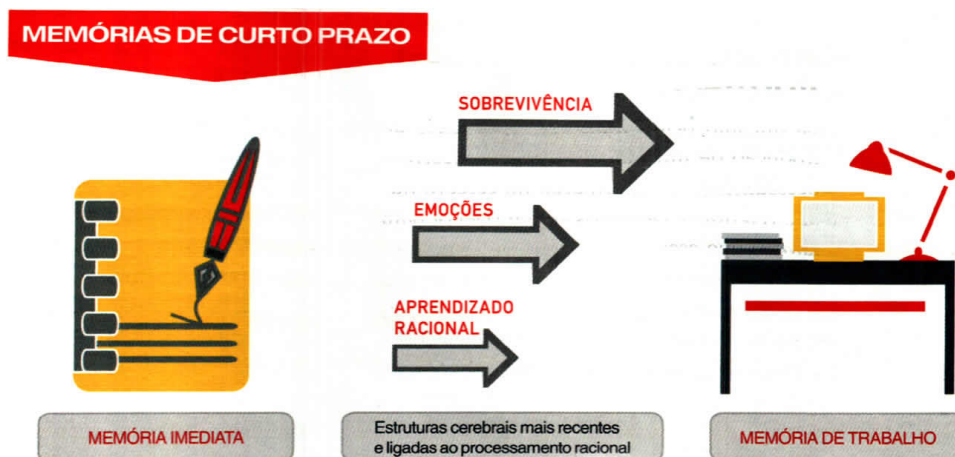 MEMÓRIAS DE CURTO PRAZO
SOBREVIVÊNCIA
EMOÇÕES
APRENDIZADO
RACIONAL
MEMÓRIA IMEDIATA
Estruturas cerebrais mais recentes
e ligadas ao processamento racional
MEMÓRIA DE TRABALHO